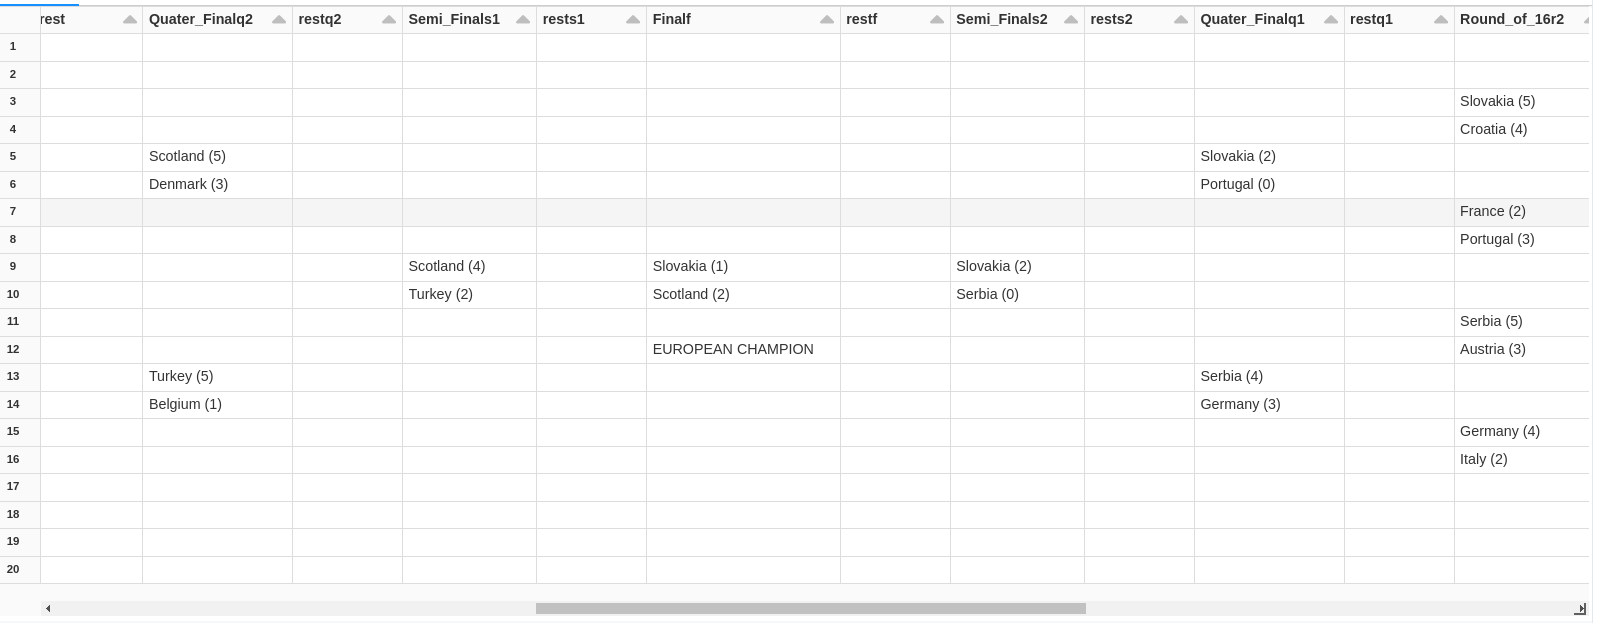 rest Quater_Finalq2 restq2 Semi_Finals1 rests1 Finalf restf Semi_Finals2 rests2 Quater_Finalq1 restq1 Round_of_16r2
1
2
3 Slovakia (5)
4 Croatia (4)
5 Scotland (5) Slovakia (2)
6 Denmark (3) Portugal (0)
7 France (2)
8 Portugal (3)
9 Scotland (4) Slovakia (1) Slovakia (2)
10 Turkey (2) Scotland (2) Serbia (0)
11 Serbia (5)
12 EUROPEAN CHAMPION Austria (3)
13 Turkey (5) Serbia (4)
14 Belgium (1) Germany (3)
15 Germany (4)
16 Italy (2)
17
18
19
20